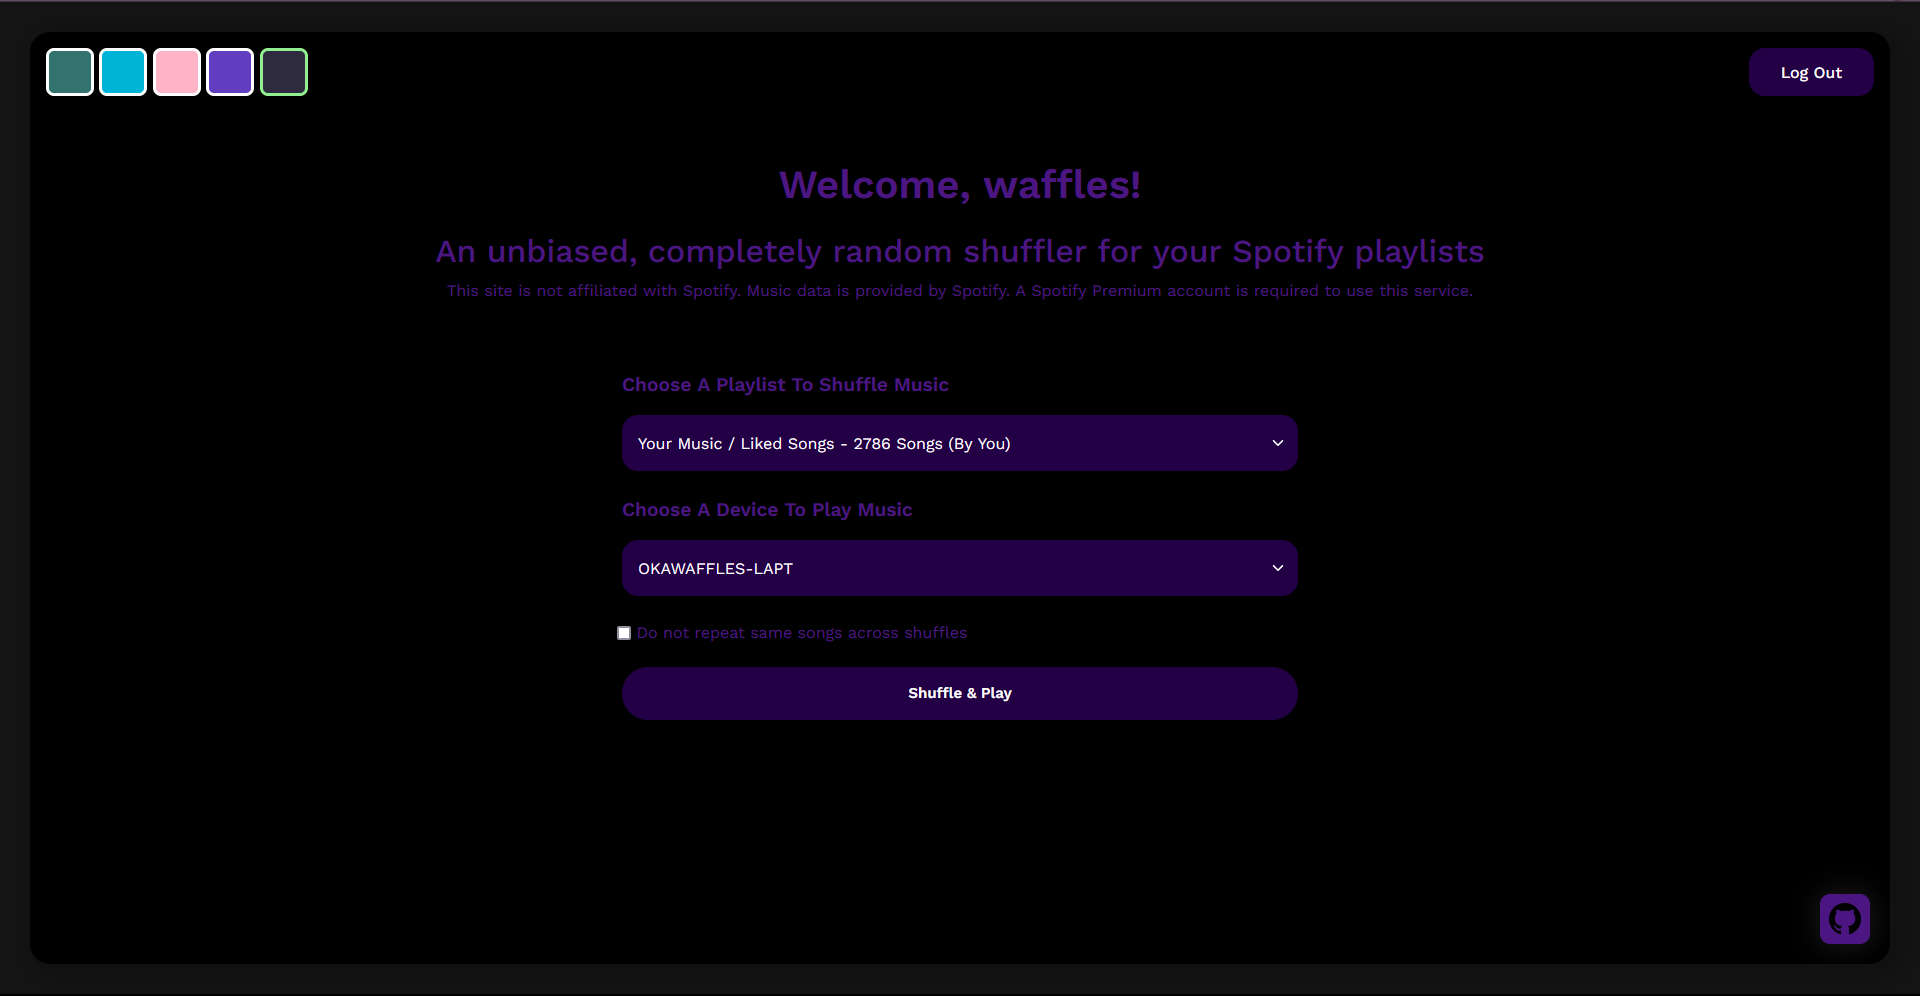 Log Out
Welcome, waffles!
An unbiased, completely random shuffler for your Spotify playlists
This site is not affiliated with Spotify. Music data is provided by Spotify. A Spotify Premium account is required to use this service.
Choose A Playlist To Shuffle Music
Your Music / Liked Songs - 2786 Songs (By You)
Choose A Device To Play Music
OKAWAFFLES-LAPT
Do not repeat same songs across shuffles
Shuffle & Play